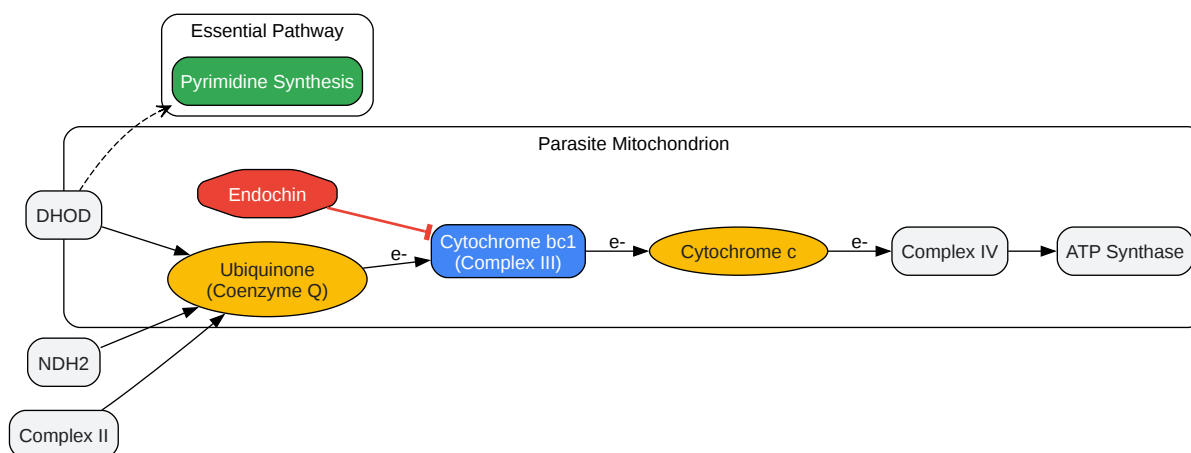 Essential Pathway
Pyrimidine Synthesis
Parasite Mitochondrion
DHOD
Endochin
Ubiquinone
(Coenzyme Q)
e-
Cytochrome bc1
(Complex III)
e-
Cytochrome c
e-
Complex IV
ATP Synthase
NDH2
Complex II